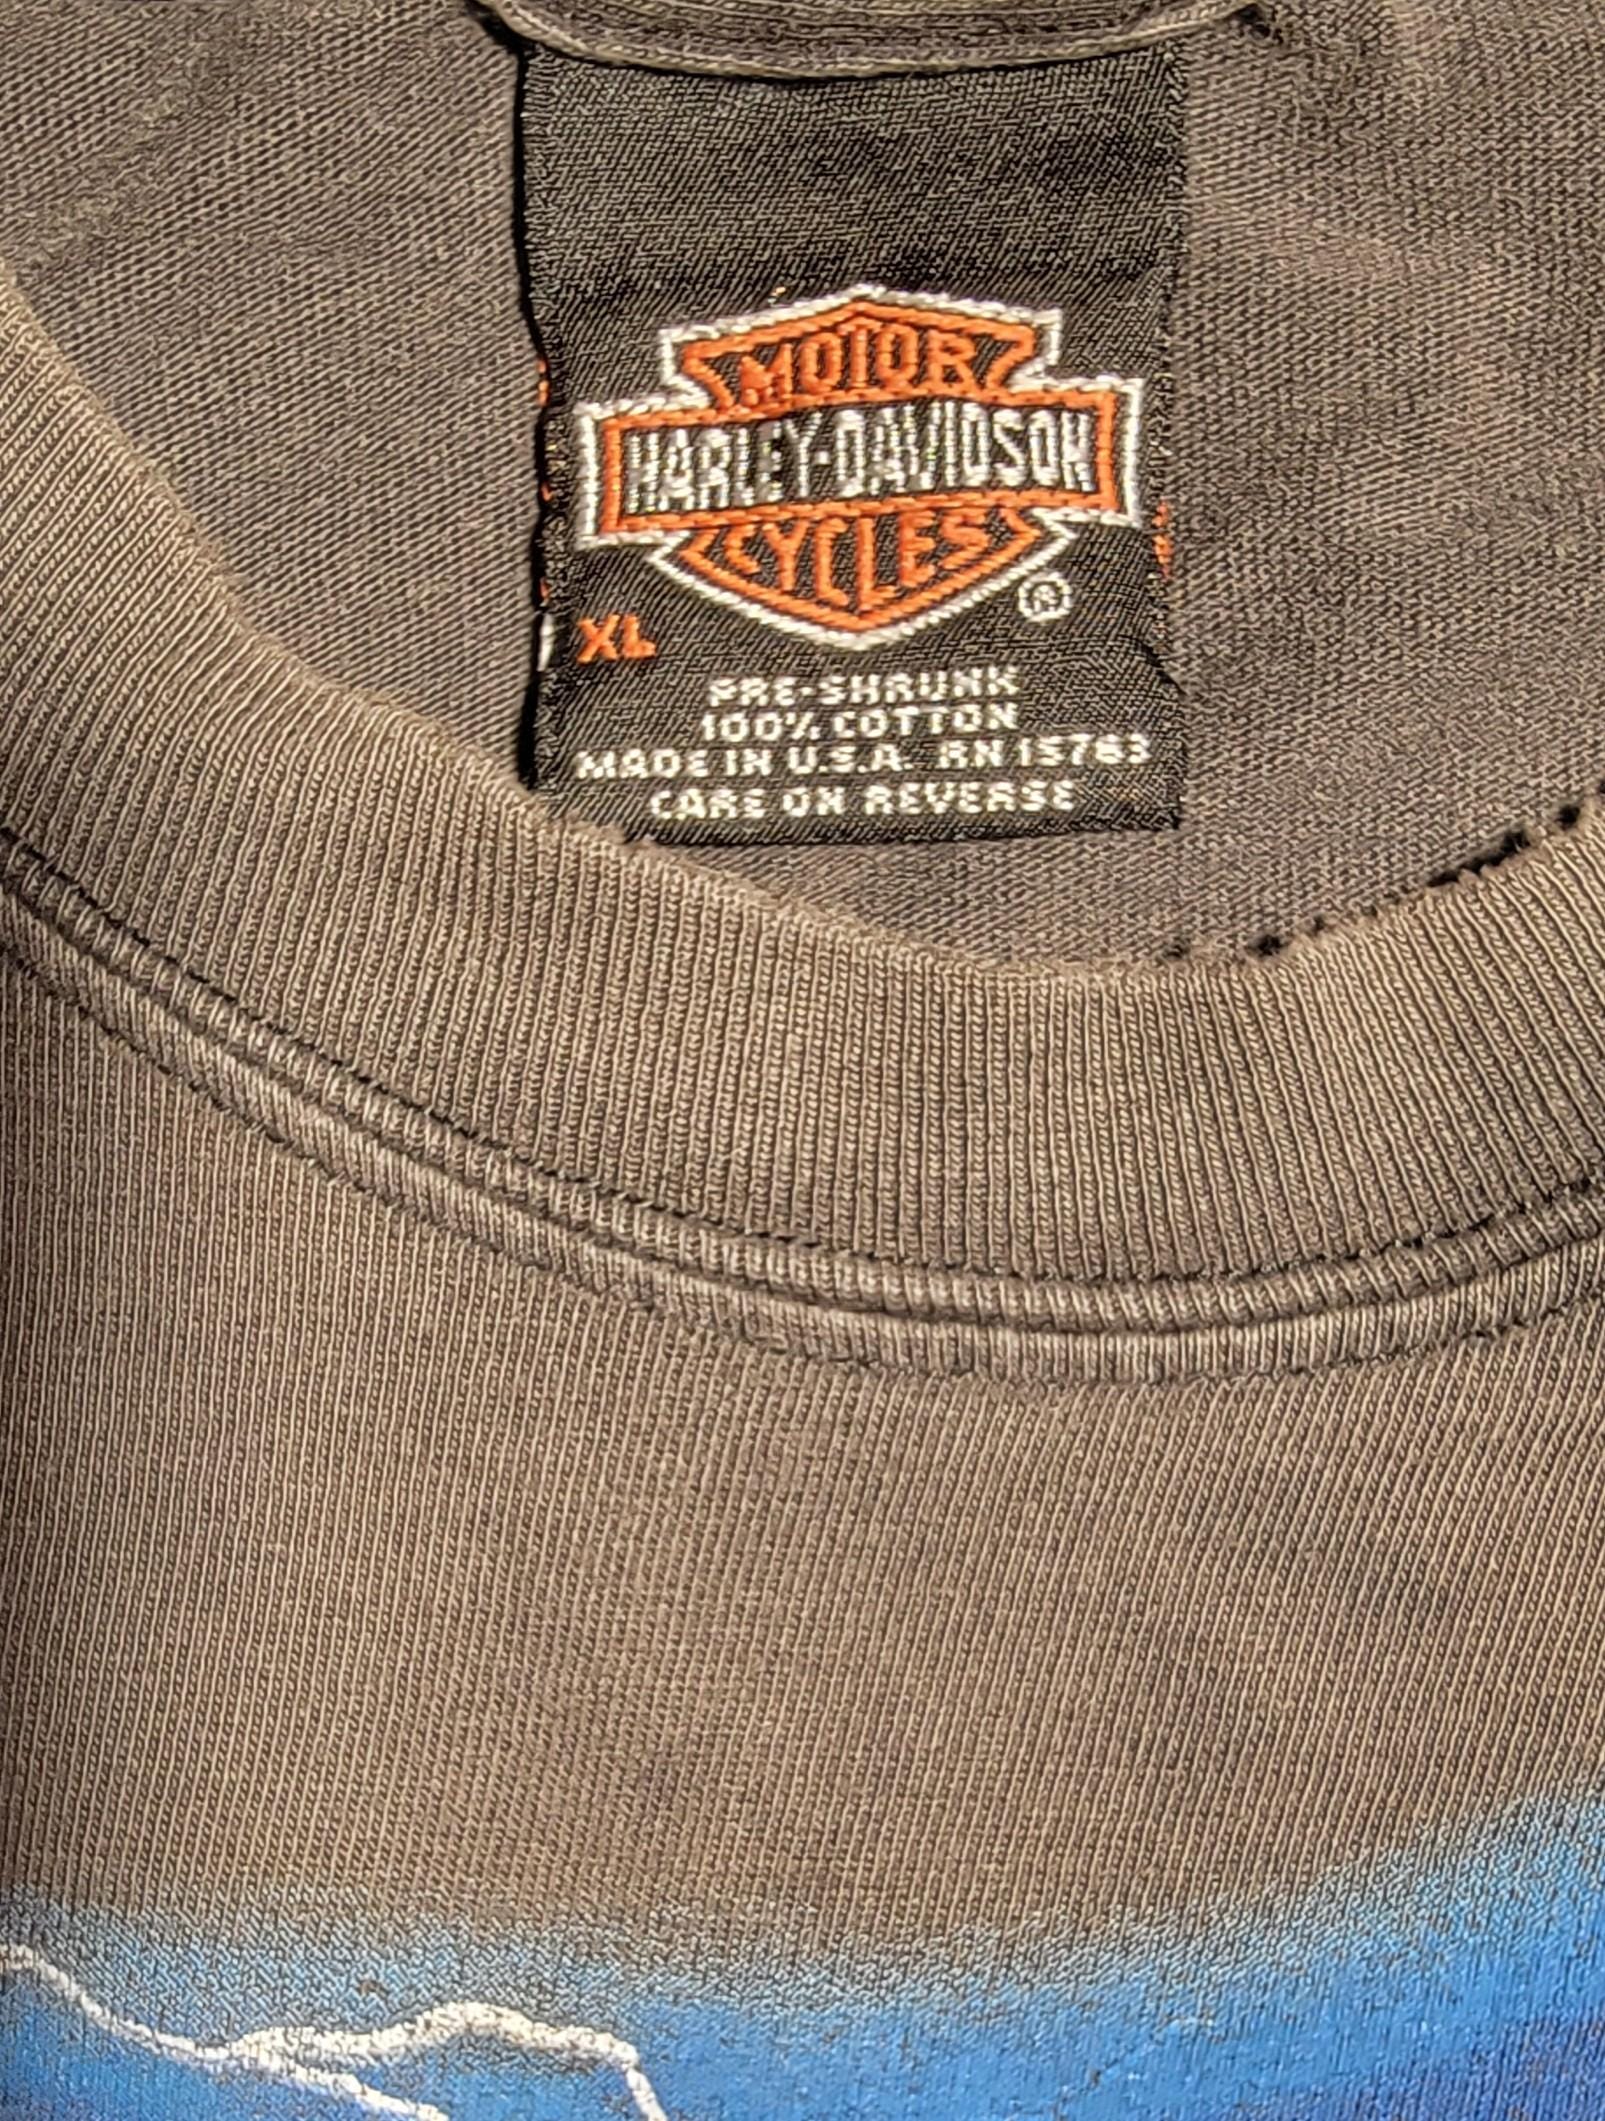 MOTOR
HARLEY-DAVIDSON
CYCLES
®
XL
PRE-SHRUNK
100% COTTON
MADE IN U.S.A. RN 15763
CARE ON REVERSE